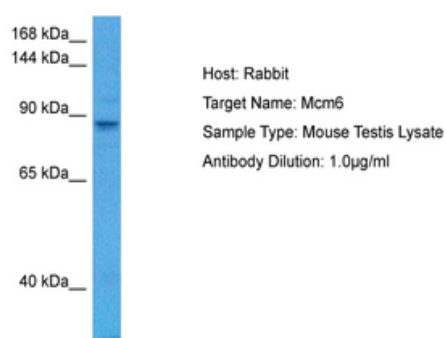 168 kDa__
144 kDa__
90 kDa__
65 kDa__
40 kDa__
Host: Rabbit
Target Name: Mcm6
Sample Type: Mouse Testis Lysate
Antibody Dilution: 1.0µg/ml